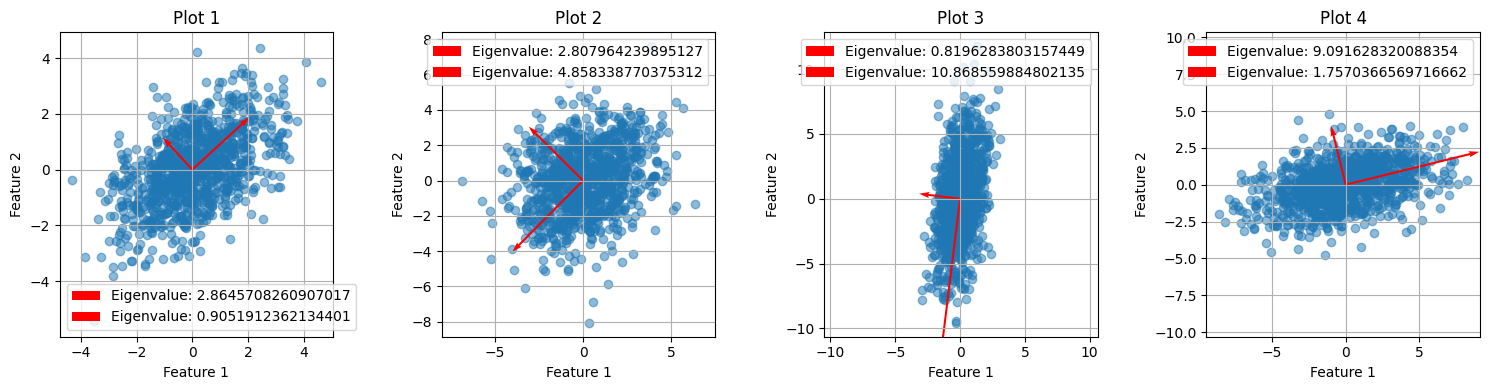 Plot 1
4
2
0
−2
−4
Feature 2
Eigenvalue: 2.8645708260907017
Eigenvalue: 0.9051912362134401
−4
−2
0
2
4
Feature 1
Plot 2
8
Eigenvalue: 2.807964239895127
Eigenvalue: 4.858338770375312
4
2
0
−2
−4
−6
−8
Feature 2
−5
0
5
Feature 1
Plot 3
Eigenvalue: 0.8196283803157449
Eigenvalue: 10.868559884802135
5
0
−5
−10
Feature 2
−10
−5
0
5
10
Feature 1
Plot 4
10.0
Eigenvalue: 9.091628320088354
Eigenvalue: 1.7570366569716662
5.0
2.5
0.0
−2.5
−5.0
−7.5
−10.0
Feature 2
−5
0
5
Feature 1